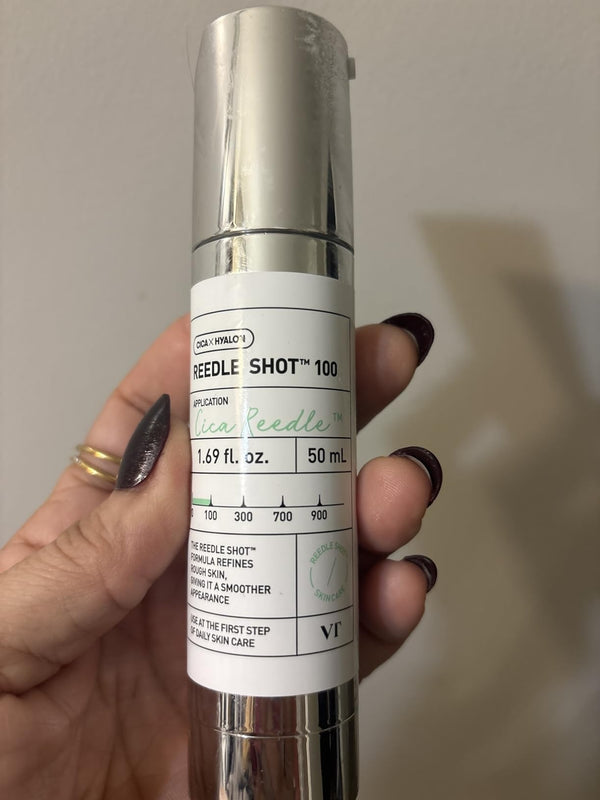 CICA × HYALON
REEDLE SHOT™ 100
APPLICATION
Cica Reedle™
1.69 fl. oz. 50 mL
0 100 300 700 900
THE REEDLE SHOT™
FORMULA REFINES
ROUGH SKIN,
GIVING IT A SMOOTHER
APPEARANCE
REEDLE SHOT™
SKINCARE
USE AT THE FIRST STEP
OF DAILY SKIN CARE
VT